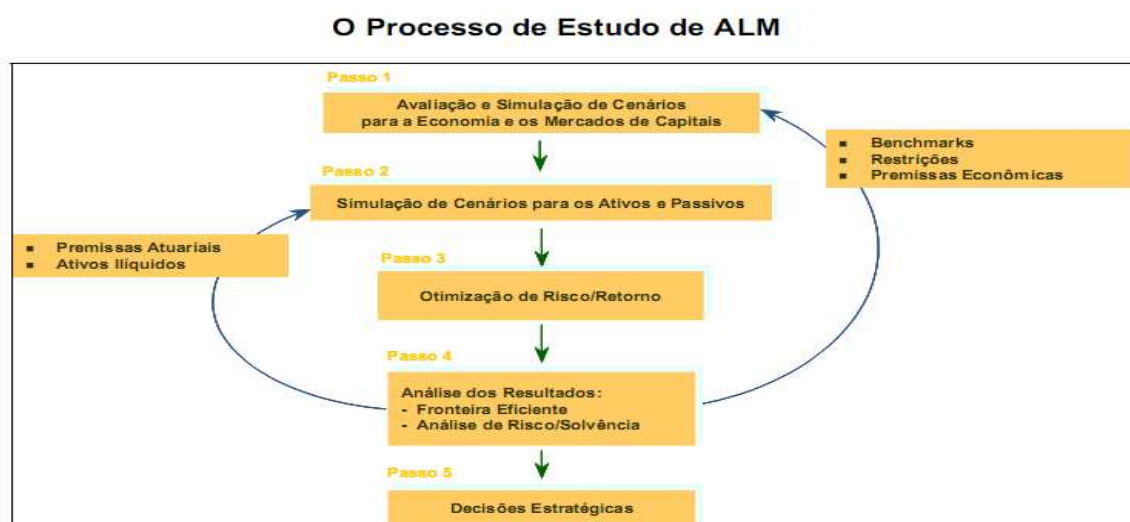 O Processo de Estudo de ALM
Passo 1
Avaliação e Simulação de Cenários
para a Economia e os Mercados de Capitais
▪ Benchmarks
▪ Restrições
▪ Premissas Econômicas
Passo 2
Simulação de Cenários para os Ativos e Passivos
▪ Premissas Atuariais
▪ Ativos Ilíquidos
Passo 3
Otimização de Risco/Retorno
Passo 4
Análise dos Resultados:
- Fronteira Eficiente
- Análise de Risco/Solvência
Passo 5
Decisões Estratégicas